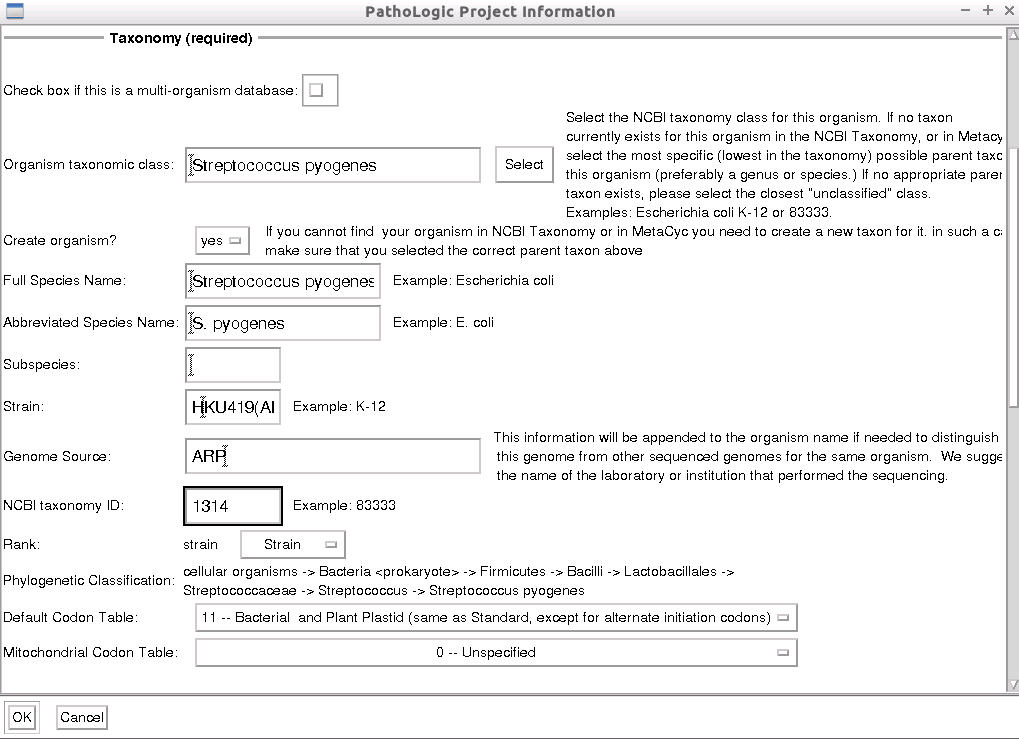 PathoLogic Project Information
Taxonomy (required)
Check box if this is a multi-organism database:
Select the NCBI taxonomy class for this organism. If no taxon
currently exists for this organism in the NCBI Taxonomy, or in Metacy
Organism taxonomic class: Streptococcus pyogenes Select
select the most specific (lowest in the taxonomy) possible parent taxo
this organism (preferably a genus or species.) If no appropriate parer
taxon exists, please select the closest "unclassified" class.
Examples: Escherichia coli K-12 or 83333.
Create organism? yes
If you cannot find your organism in NCBI Taxonomy or in MetaCyc you need to create a new taxon for it. in such a ca
make sure that you selected the correct parent taxon above
Full Species Name: Streptococcus pyogenes Example: Escherichia coli
Abbreviated Species Name: S. pyogenes Example: E. coli
Subspecies:
Strain: HKU419(AI Example: K-12
This information will be appended to the organism name if needed to distinguish
Genome Source: ARP this genome from other sequenced genomes for the same organism. We sugge
the name of the laboratory or institution that performed the sequencing.
NCBI taxonomy ID: 1314 Example: 83333
Rank: strain Strain
Phylogenetic Classification: cellular organisms -> Bacteria <prokaryote> -> Firmicutes -> Bacilli -> Lactobacillales ->
Streptococcaceae -> Streptococcus -> Streptococcus pyogenes
Default Codon Table: 11 -- Bacterial and Plant Plastid (same as Standard, except for alternate initiation codons)
Mitochondrial Codon Table: 0 -- Unspecified
OK Cancel